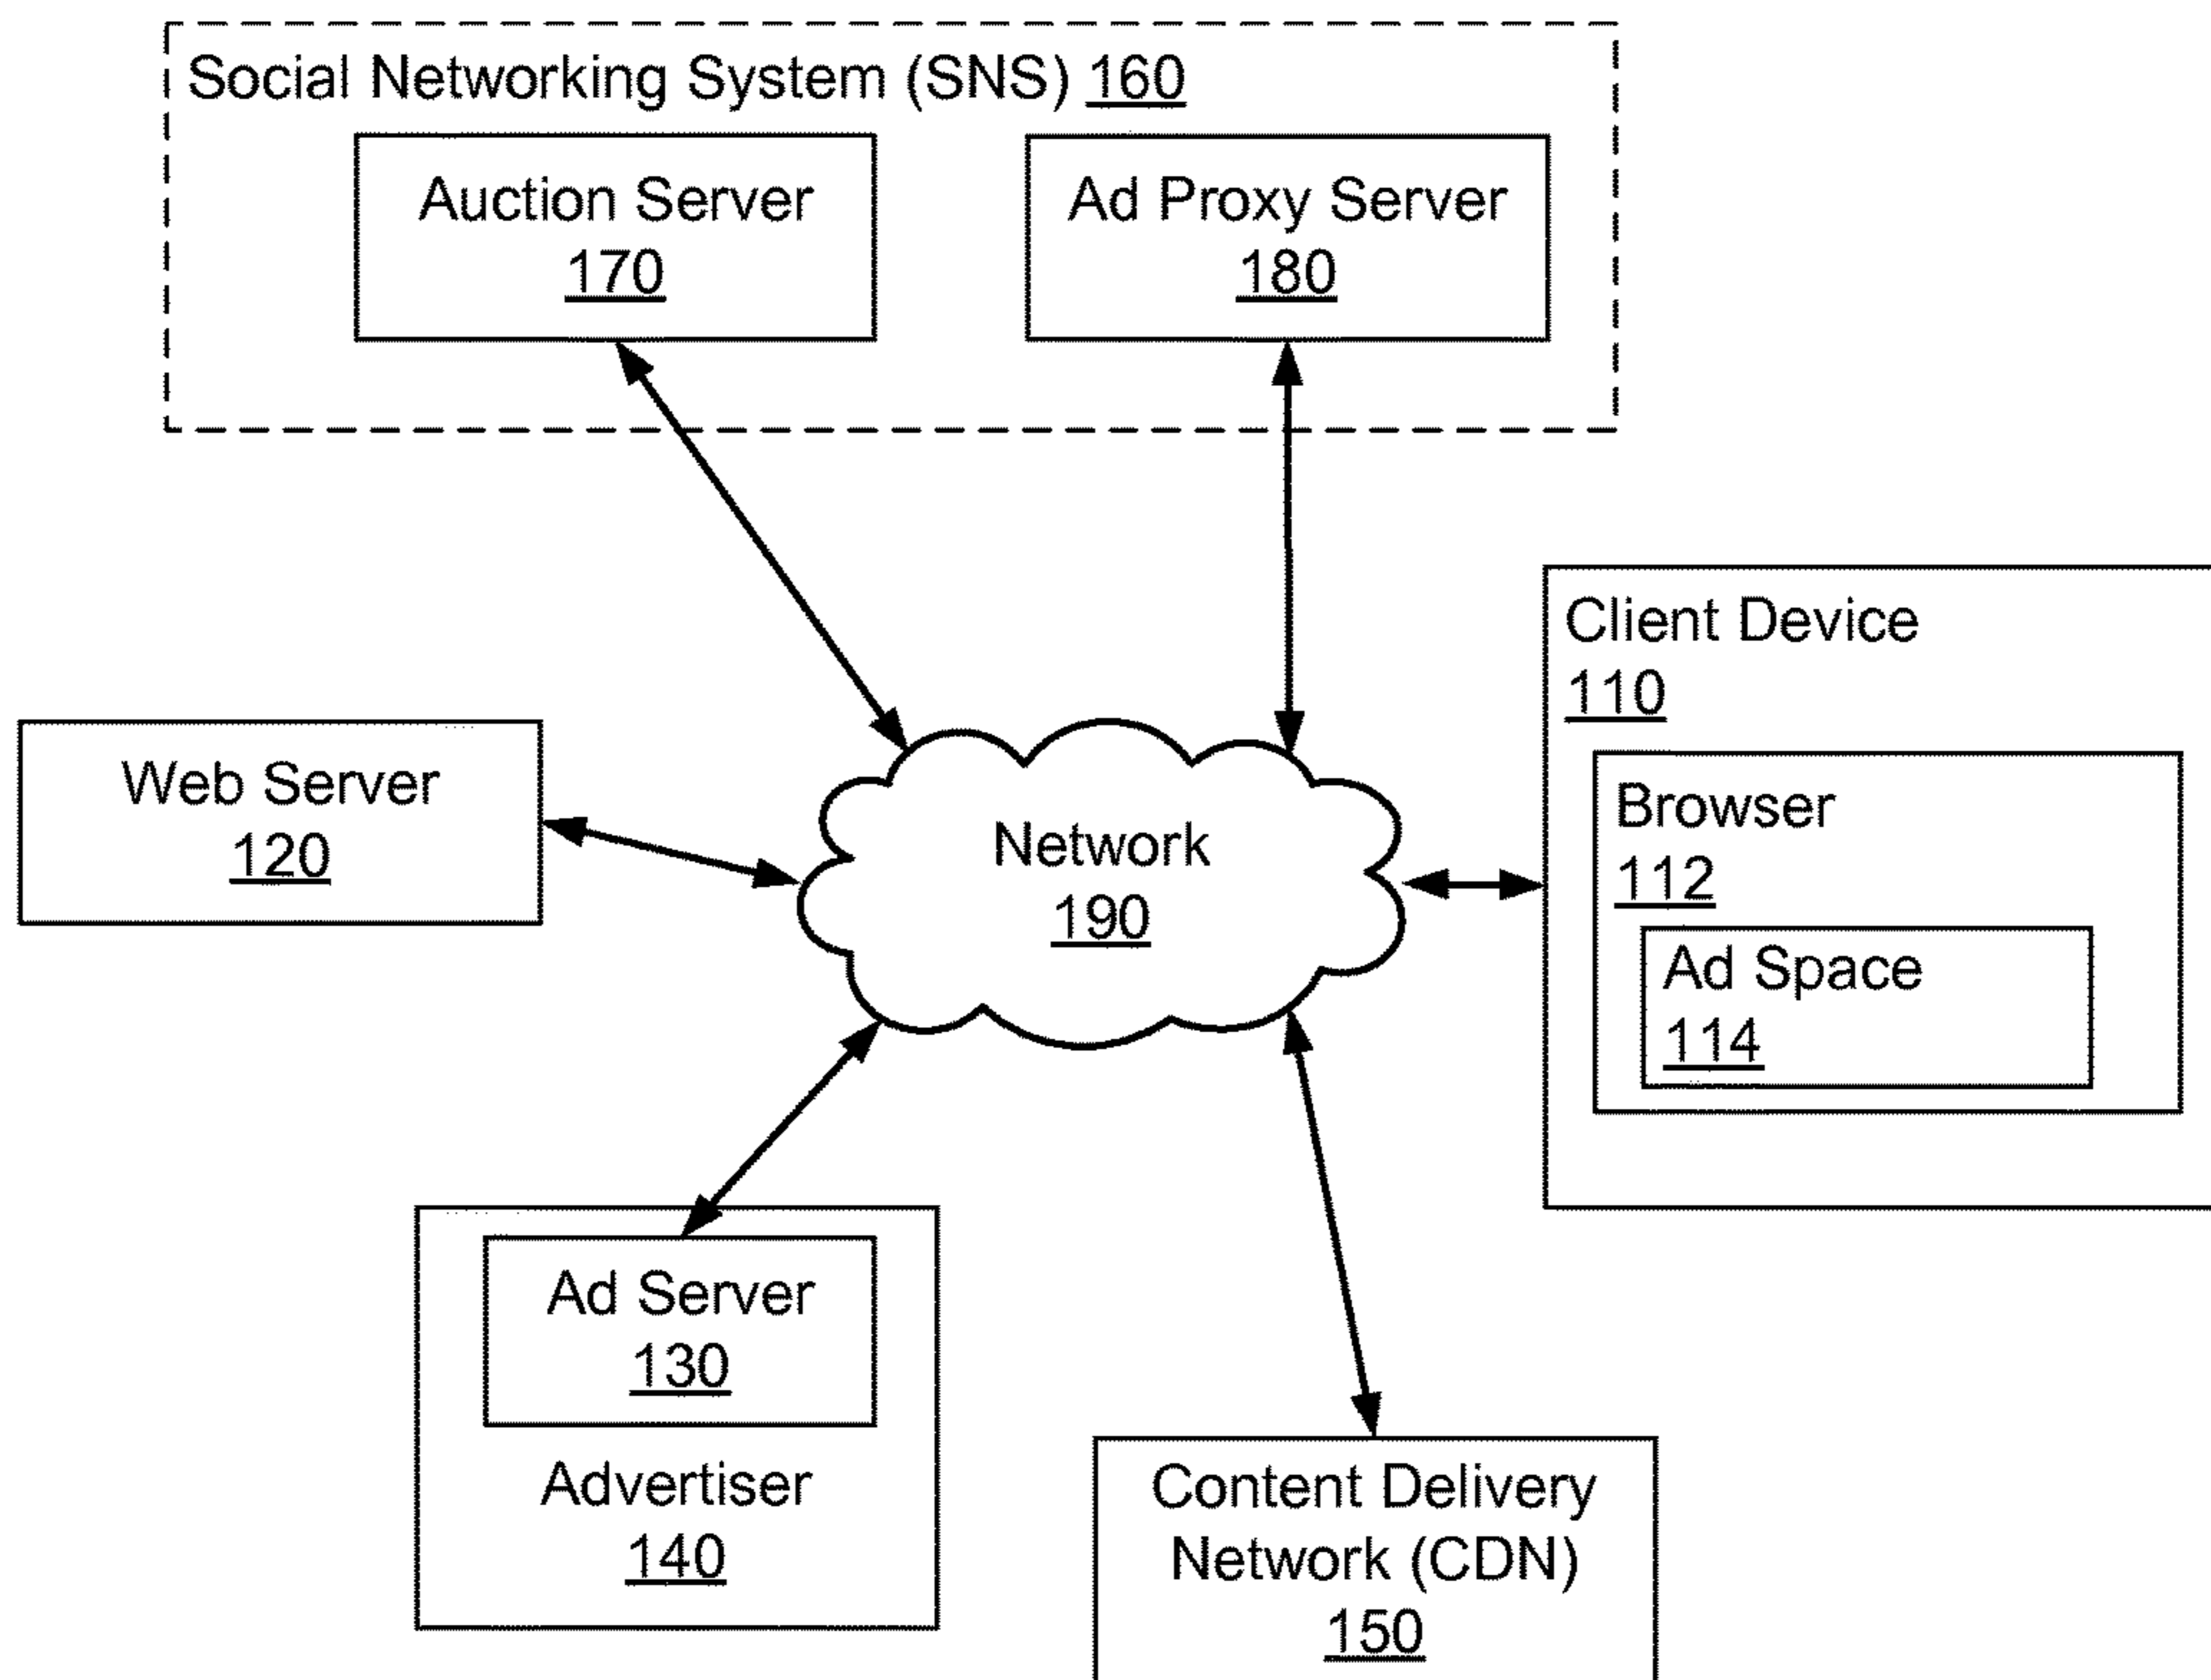 Social Networking System (SNS) 160
Auction Server
170
Ad Proxy Server
180
Client Device
110
Browser
112
Ad Space
114
Web Server
120
Network
190
Ad Server
130
Advertiser
140
Content Delivery
Network (CDN)
150